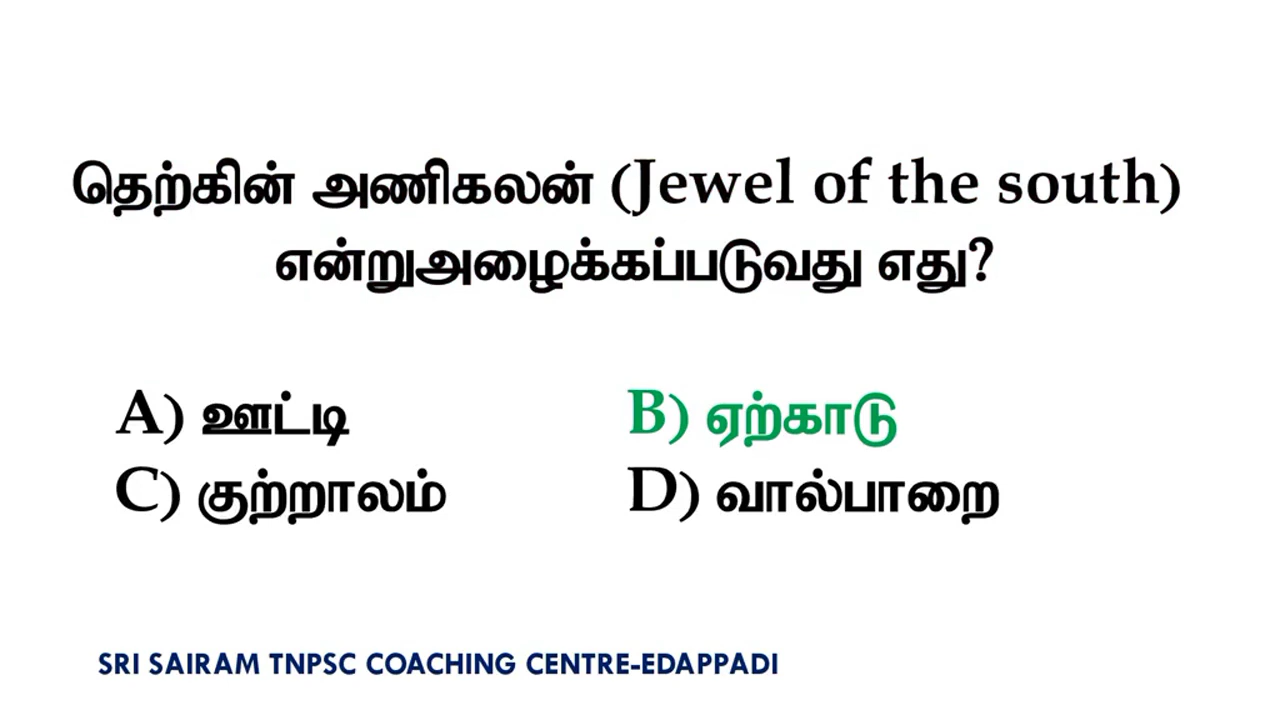 தெற்கின் அணிகலன் (Jewel of the south)
என்றுஅழைக்கப்படுவது எது?
A) ஊட்டி B) ஏற்காடு
C) குற்றாலம் D) வால்பாறை
SRI SAIRAM TNPSC COACHING CENTRE-EDAPPADI